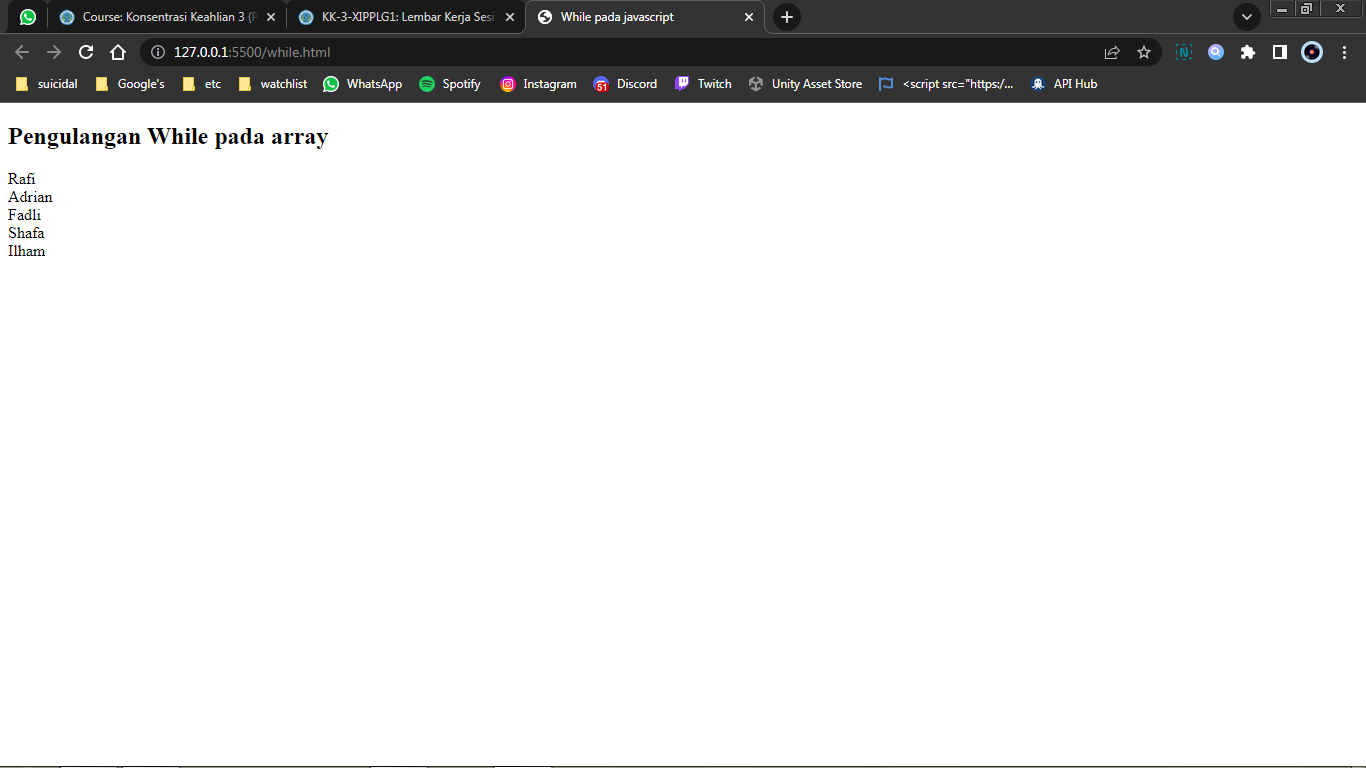 Course: Konsentrasi Keahlian 3 (P
KK-3-XIPPLG1: Lembar Kerja Sesi
While pada javascript
127.0.0.1:5500/while.html
suicidal Google's etc watchlist WhatsApp Spotify Instagram 51 Discord Twitch Unity Asset Store <script src="https:/... API Hub
Pengulangan While pada array
Rafi
Adrian
Fadli
Shafa
Ilham